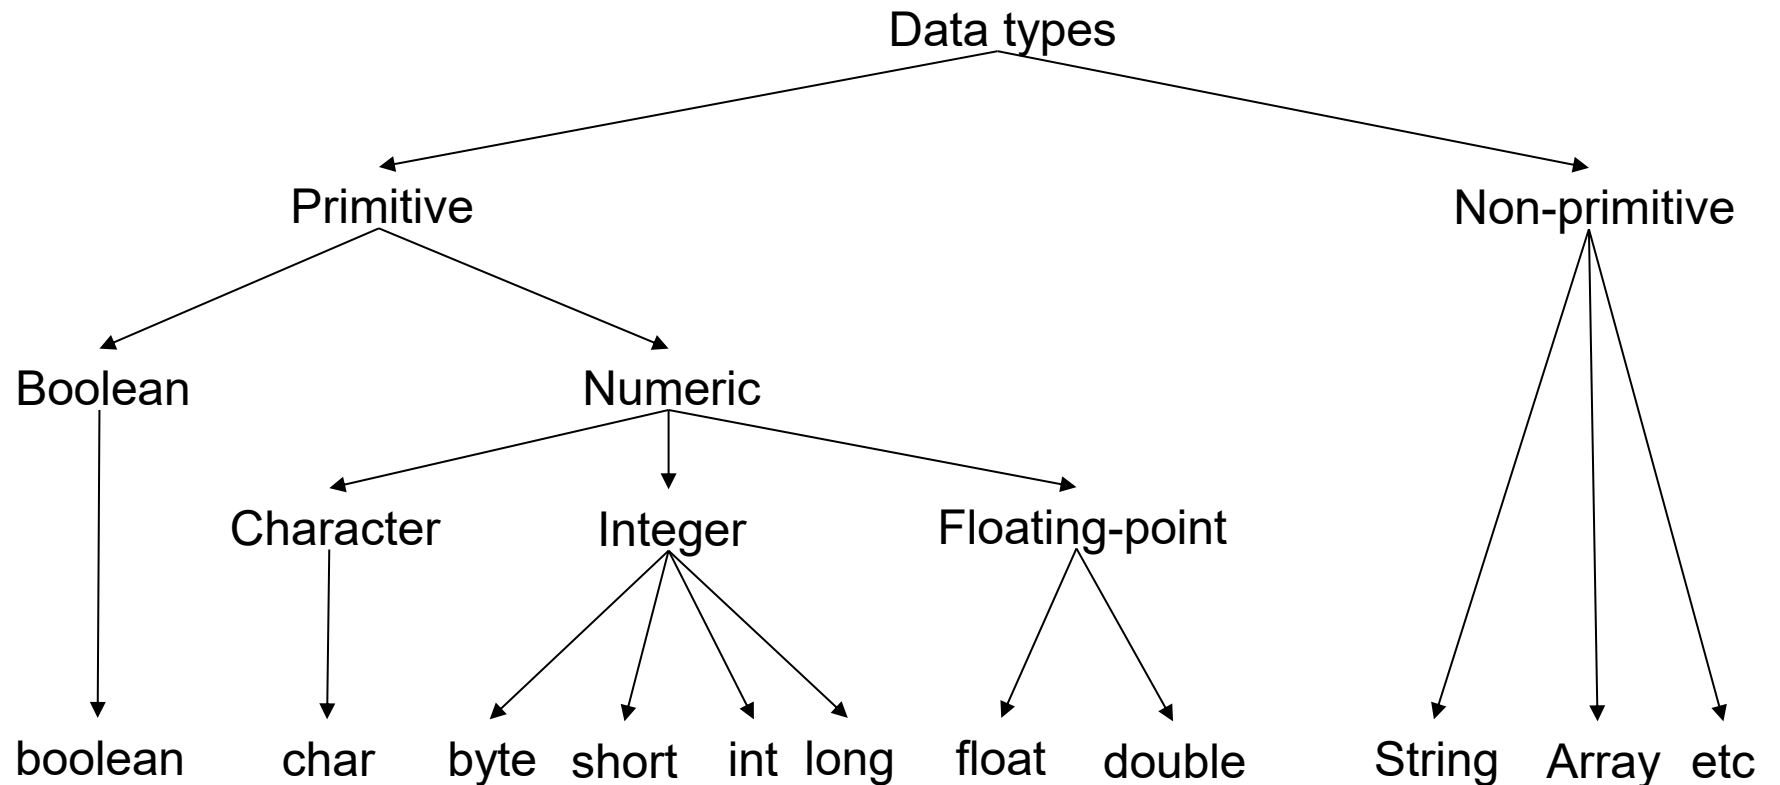 Data types
Primitive Non-primitive
Boolean Numeric
Character Integer Floating-point
boolean char byte short int long float double String Array etc